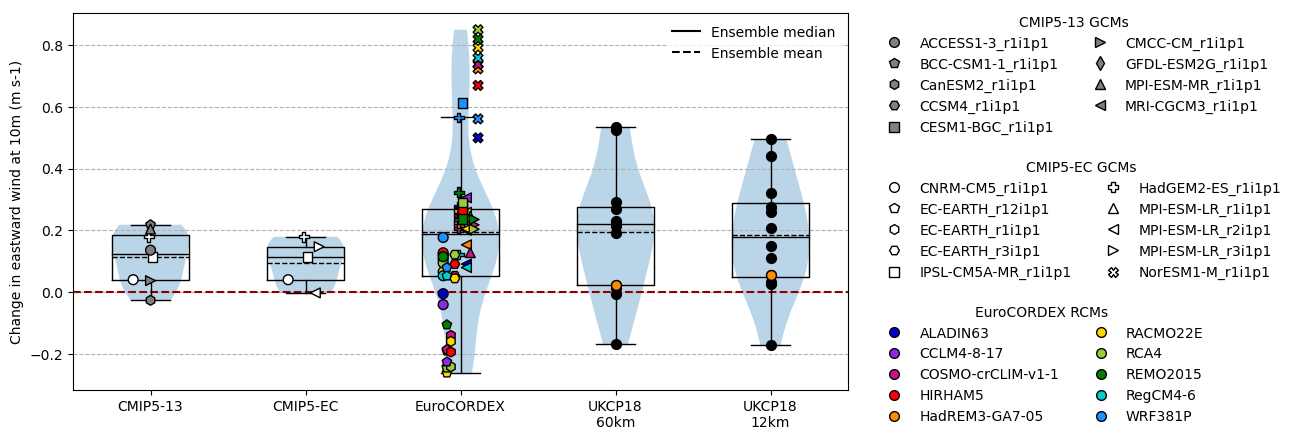 Change in eastward wind at 10m (m s-1)
0.8
0.6
0.4
0.2
0.0
−0.2
Ensemble median
Ensemble mean
CMIP5-13
CMIP5-EC
EuroCORDEX
UKCP18
60km
UKCP18
12km
CMIP5-13 GCMs
ACCESS1-3_r1i1p1
BCC-CSM1-1_r1i1p1
CanESM2_r1i1p1
CCSM4_r1i1p1
CESM1-BGC_r1i1p1
CMCC-CM_r1i1p1
GFDL-ESM2G_r1i1p1
MPI-ESM-MR_r1i1p1
MRI-CGCM3_r1i1p1
CMIP5-EC GCMs
CNRM-CM5_r1i1p1
EC-EARTH_r12i1p1
EC-EARTH_r1i1p1
EC-EARTH_r3i1p1
IPSL-CM5A-MR_r1i1p1
HadGEM2-ES_r1i1p1
MPI-ESM-LR_r1i1p1
MPI-ESM-LR_r2i1p1
MPI-ESM-LR_r3i1p1
NorESM1-M_r1i1p1
EuroCORDEX RCMs
ALADIN63
CCLM4-8-17
COSMO-crCLIM-v1-1
HIRHAM5
HadREM3-GA7-05
RACMO22E
RCA4
REMO2015
RegCM4-6
WRF381P